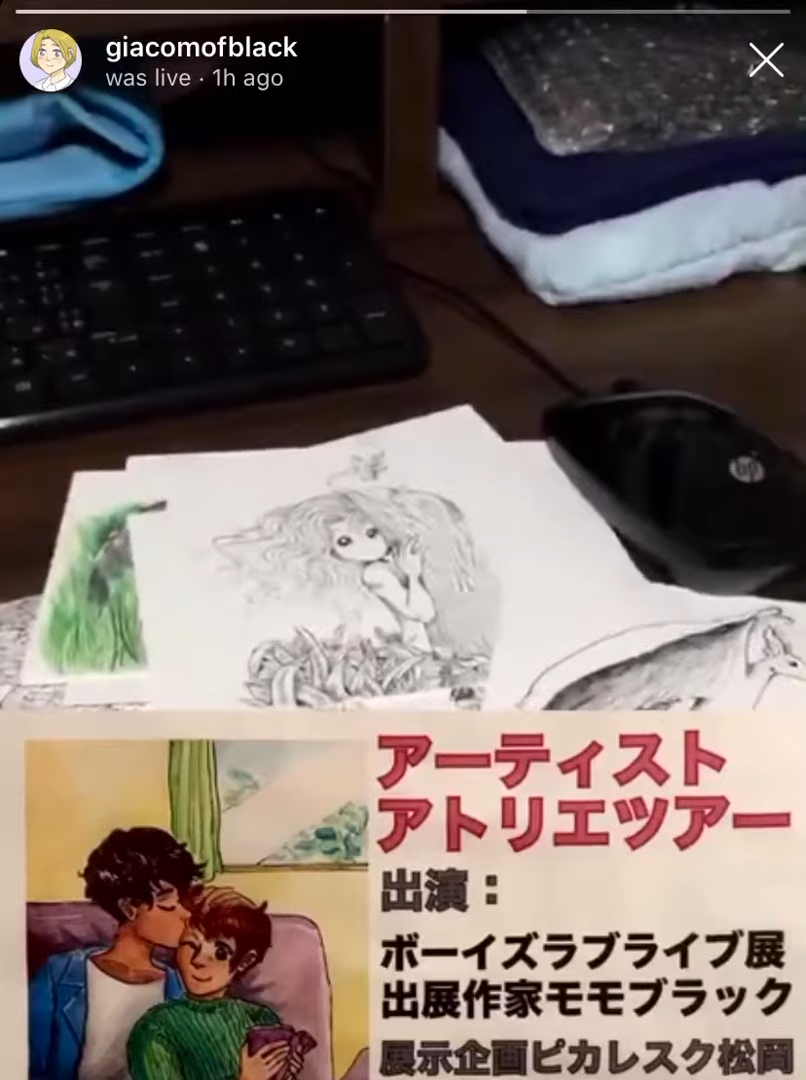 giacomofblack
was live · 1h ago
hp
アーティスト
アトリエツアー
出演：
ボーイズラブライブ展
出展作家モモブラック
展示企画ピカレスク松岡